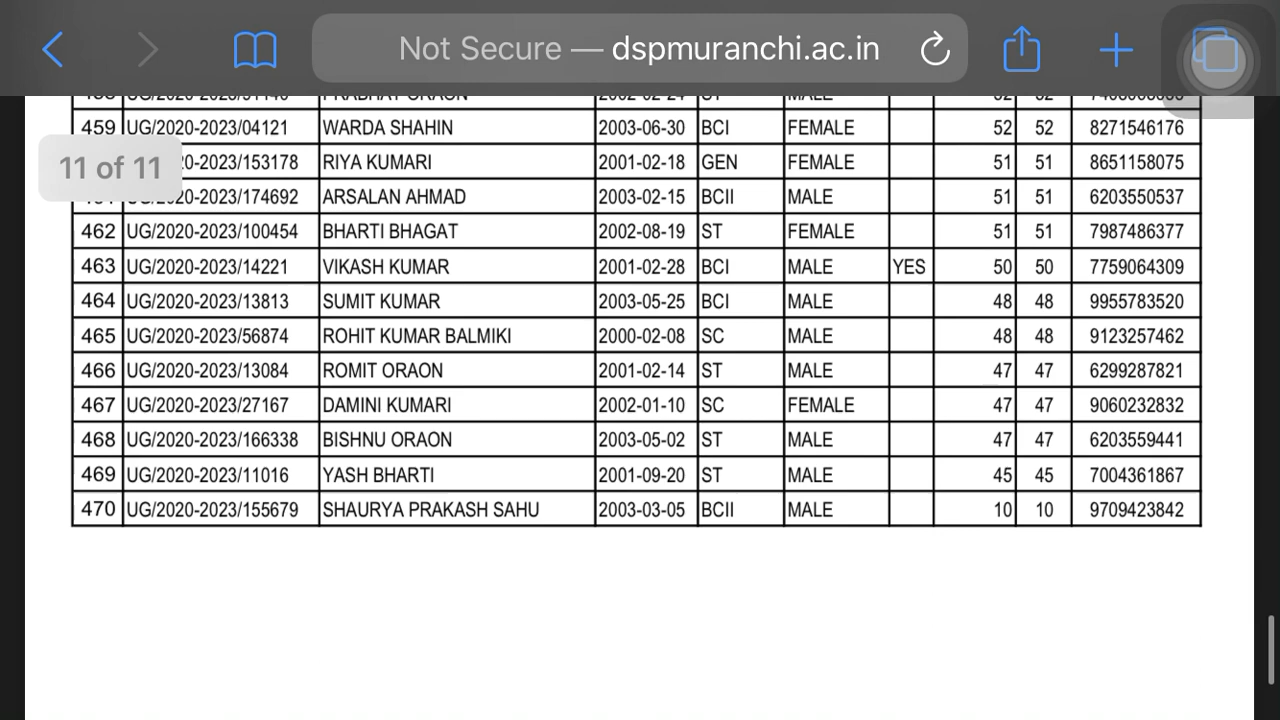 Not Secure — dspmuranchi.ac.in
459 UG/2020-2023/04121 WARDA SHAHIN 2003-06-30 BCI FEMALE 52 52 8271546176
11 of 11
0-2023/153178 RIYA KUMARI 2001-02-18 GEN FEMALE 51 51 8651158075
0-2023/174692 ARSALAN AHMAD 2003-02-15 BCII MALE 51 51 6203550537
462 UG/2020-2023/100454 BHARTI BHAGAT 2002-08-19 ST FEMALE 51 51 7987486377
463 UG/2020-2023/14221 VIKASH KUMAR 2001-02-28 BCI MALE YES 50 50 7759064309
464 UG/2020-2023/13813 SUMIT KUMAR 2003-05-25 BCI MALE 48 48 9955783520
465 UG/2020-2023/56874 ROHIT KUMAR BALMIKI 2000-02-08 SC MALE 48 48 9123257462
466 UG/2020-2023/13084 ROMIT ORAON 2001-02-14 ST MALE 47 47 6299287821
467 UG/2020-2023/27167 DAMINI KUMARI 2002-01-10 SC FEMALE 47 47 9060232832
468 UG/2020-2023/166338 BISHNU ORAON 2003-05-02 ST MALE 47 47 6203559441
469 UG/2020-2023/11016 YASH BHARTI 2001-09-20 ST MALE 45 45 7004361867
470 UG/2020-2023/155679 SHAURYA PRAKASH SAHU 2003-03-05 BCII MALE 10 10 9709423842